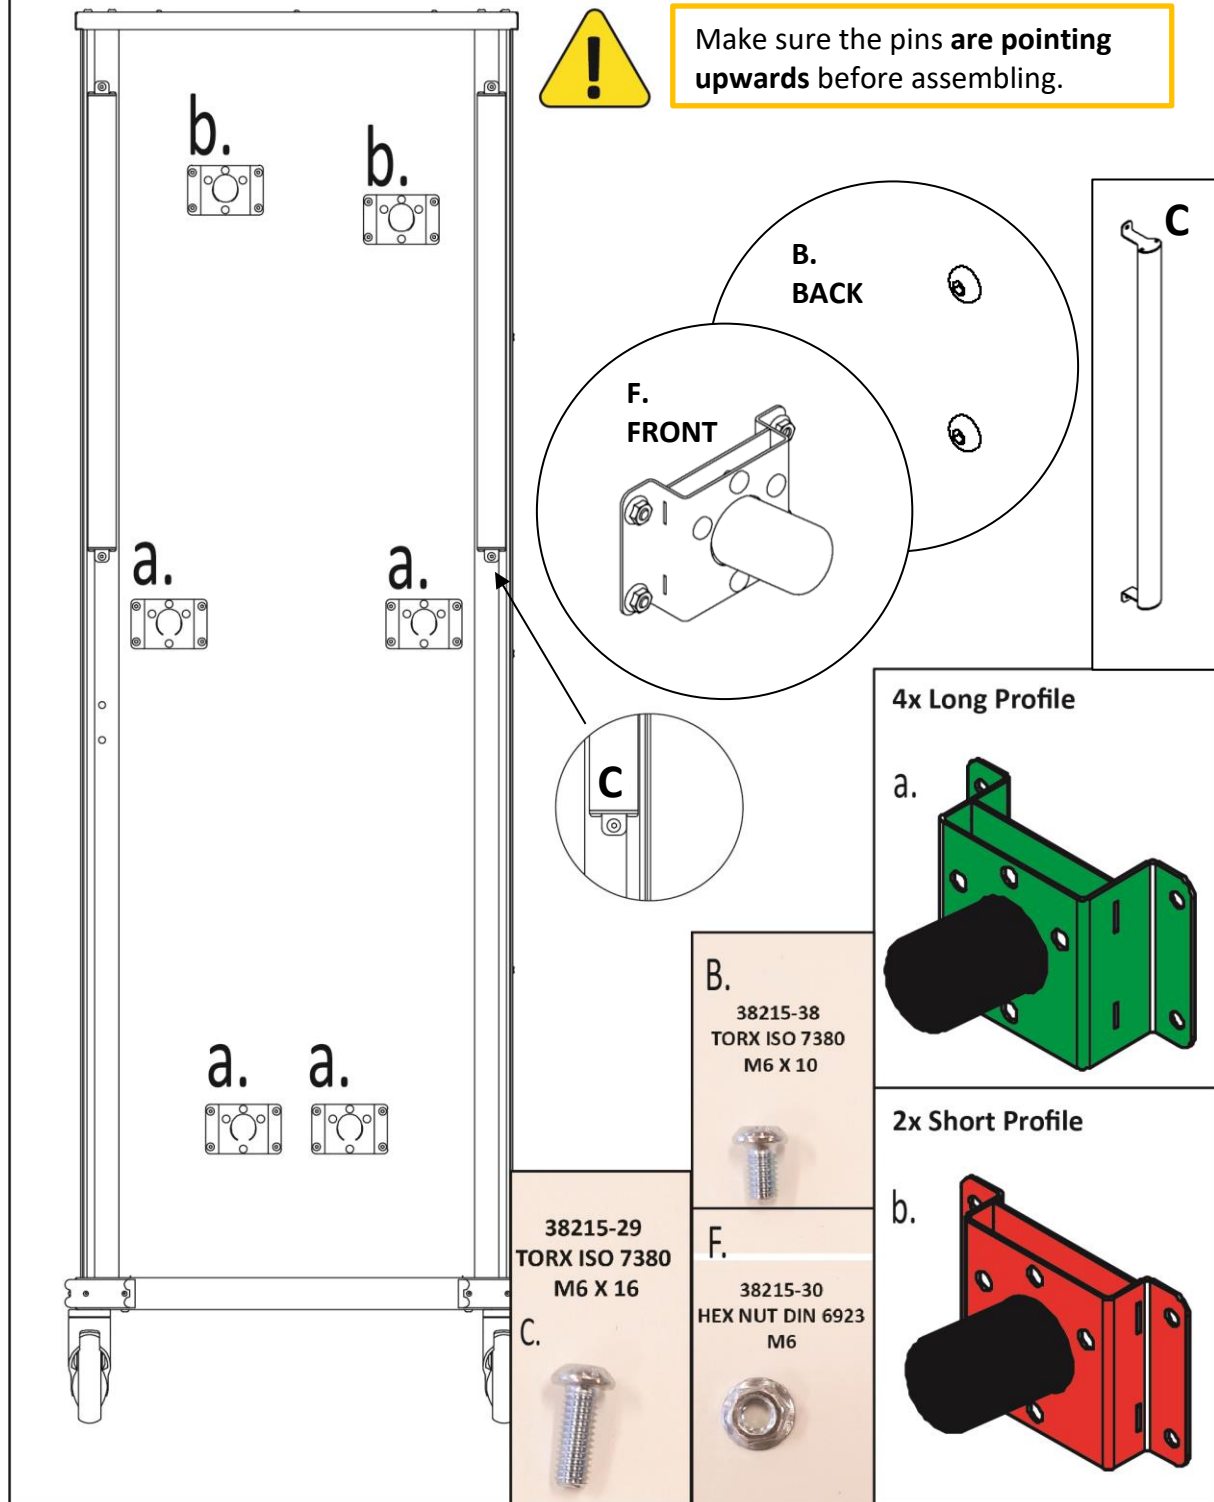 Make sure the pins are pointing
upwards before assembling.
b.
b.
C
B.
BACK
F.
FRONT
a.
a.
C
4x Long Profile
a.
a.
a.
B.
38215-38
TORX ISO 7380
M6 X 10
2x Short Profile
b.
38215-29
TORX ISO 7380
M6 X 16
C.
F.
38215-30
HEX NUT DIN 6923
M6